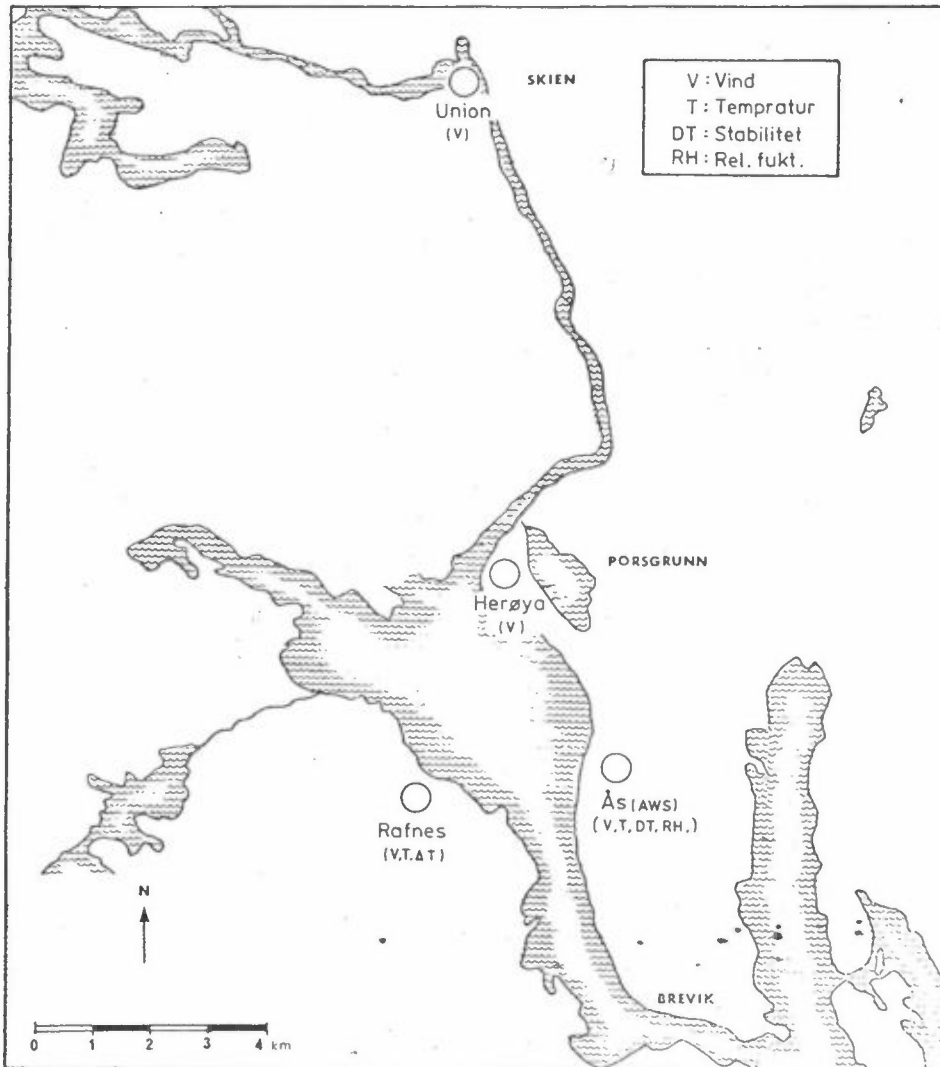 SKIEN
V : Vind
T : Tempratur
DT : Stabilitet
RH : Rel. fukt.
Union
(V)
PORSGRUNN
Herøya
(V)
Ås (AWS)
(V, T, DT, RH,)
Rafnes
(V,T.ΔT)
N
BREVIK
0 1 2 3 4 km